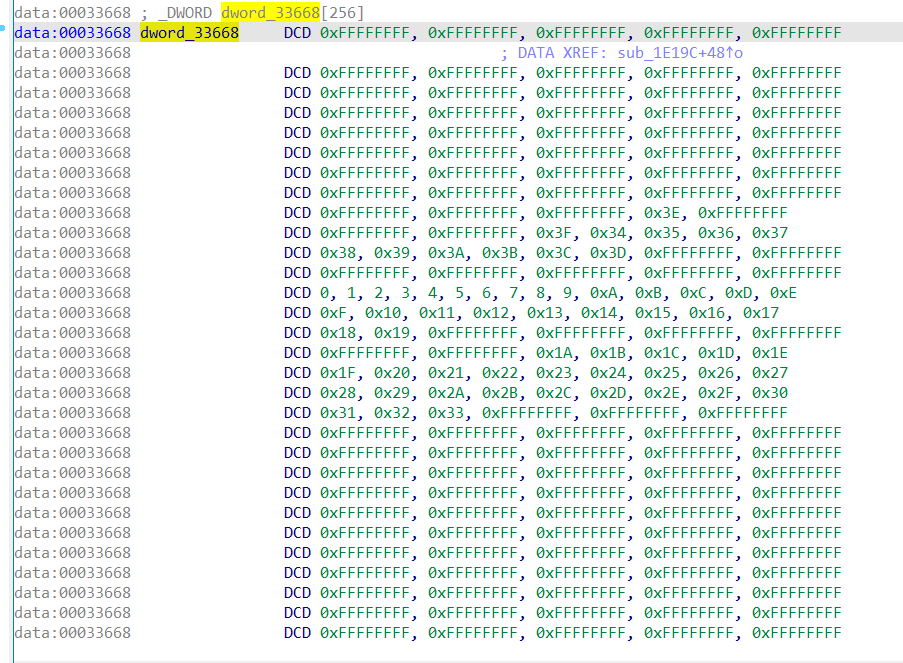 data:00033668 ; _DWORD dword_33668[256]
data:00033668 dword_33668 DCD 0xFFFFFFFF, 0xFFFFFFFF, 0xFFFFFFFF, 0xFFFFFFFF, 0xFFFFFFFF
data:00033668 ; DATA XREF: sub_1E19C+48↑o
data:00033668 DCD 0xFFFFFFFF, 0xFFFFFFFF, 0xFFFFFFFF, 0xFFFFFFFF, 0xFFFFFFFF
data:00033668 DCD 0xFFFFFFFF, 0xFFFFFFFF, 0xFFFFFFFF, 0xFFFFFFFF, 0xFFFFFFFF
data:00033668 DCD 0xFFFFFFFF, 0xFFFFFFFF, 0xFFFFFFFF, 0xFFFFFFFF, 0xFFFFFFFF
data:00033668 DCD 0xFFFFFFFF, 0xFFFFFFFF, 0xFFFFFFFF, 0xFFFFFFFF, 0xFFFFFFFF
data:00033668 DCD 0xFFFFFFFF, 0xFFFFFFFF, 0xFFFFFFFF, 0xFFFFFFFF, 0xFFFFFFFF
data:00033668 DCD 0xFFFFFFFF, 0xFFFFFFFF, 0xFFFFFFFF, 0xFFFFFFFF, 0xFFFFFFFF
data:00033668 DCD 0xFFFFFFFF, 0xFFFFFFFF, 0xFFFFFFFF, 0xFFFFFFFF, 0xFFFFFFFF
data:00033668 DCD 0xFFFFFFFF, 0xFFFFFFFF, 0xFFFFFFFF, 0x3E, 0xFFFFFFFF
data:00033668 DCD 0xFFFFFFFF, 0xFFFFFFFF, 0x3F, 0x34, 0x35, 0x36, 0x37
data:00033668 DCD 0x38, 0x39, 0x3A, 0x3B, 0x3C, 0x3D, 0xFFFFFFFF, 0xFFFFFFFF
data:00033668 DCD 0xFFFFFFFF, 0xFFFFFFFF, 0xFFFFFFFF, 0xFFFFFFFF, 0xFFFFFFFF
data:00033668 DCD 0, 1, 2, 3, 4, 5, 6, 7, 8, 9, 0xA, 0xB, 0xC, 0xD, 0xE
data:00033668 DCD 0xF, 0x10, 0x11, 0x12, 0x13, 0x14, 0x15, 0x16, 0x17
data:00033668 DCD 0x18, 0x19, 0xFFFFFFFF, 0xFFFFFFFF, 0xFFFFFFFF, 0xFFFFFFFF
data:00033668 DCD 0xFFFFFFFF, 0xFFFFFFFF, 0x1A, 0x1B, 0x1C, 0x1D, 0x1E
data:00033668 DCD 0x1F, 0x20, 0x21, 0x22, 0x23, 0x24, 0x25, 0x26, 0x27
data:00033668 DCD 0x28, 0x29, 0x2A, 0x2B, 0x2C, 0x2D, 0x2E, 0x2F, 0x30
data:00033668 DCD 0x31, 0x32, 0x33, 0xFFFFFFFF, 0xFFFFFFFF, 0xFFFFFFFF
data:00033668 DCD 0xFFFFFFFF, 0xFFFFFFFF, 0xFFFFFFFF, 0xFFFFFFFF, 0xFFFFFFFF
data:00033668 DCD 0xFFFFFFFF, 0xFFFFFFFF, 0xFFFFFFFF, 0xFFFFFFFF, 0xFFFFFFFF
data:00033668 DCD 0xFFFFFFFF, 0xFFFFFFFF, 0xFFFFFFFF, 0xFFFFFFFF, 0xFFFFFFFF
data:00033668 DCD 0xFFFFFFFF, 0xFFFFFFFF, 0xFFFFFFFF, 0xFFFFFFFF, 0xFFFFFFFF
data:00033668 DCD 0xFFFFFFFF, 0xFFFFFFFF, 0xFFFFFFFF, 0xFFFFFFFF, 0xFFFFFFFF
data:00033668 DCD 0xFFFFFFFF, 0xFFFFFFFF, 0xFFFFFFFF, 0xFFFFFFFF, 0xFFFFFFFF
data:00033668 DCD 0xFFFFFFFF, 0xFFFFFFFF, 0xFFFFFFFF, 0xFFFFFFFF, 0xFFFFFFFF
data:00033668 DCD 0xFFFFFFFF, 0xFFFFFFFF, 0xFFFFFFFF, 0xFFFFFFFF, 0xFFFFFFFF
data:00033668 DCD 0xFFFFFFFF, 0xFFFFFFFF, 0xFFFFFFFF, 0xFFFFFFFF, 0xFFFFFFFF
data:00033668 DCD 0xFFFFFFFF, 0xFFFFFFFF, 0xFFFFFFFF, 0xFFFFFFFF, 0xFFFFFFFF
data:00033668 DCD 0xFFFFFFFF, 0xFFFFFFFF, 0xFFFFFFFF, 0xFFFFFFFF, 0xFFFFFFFF